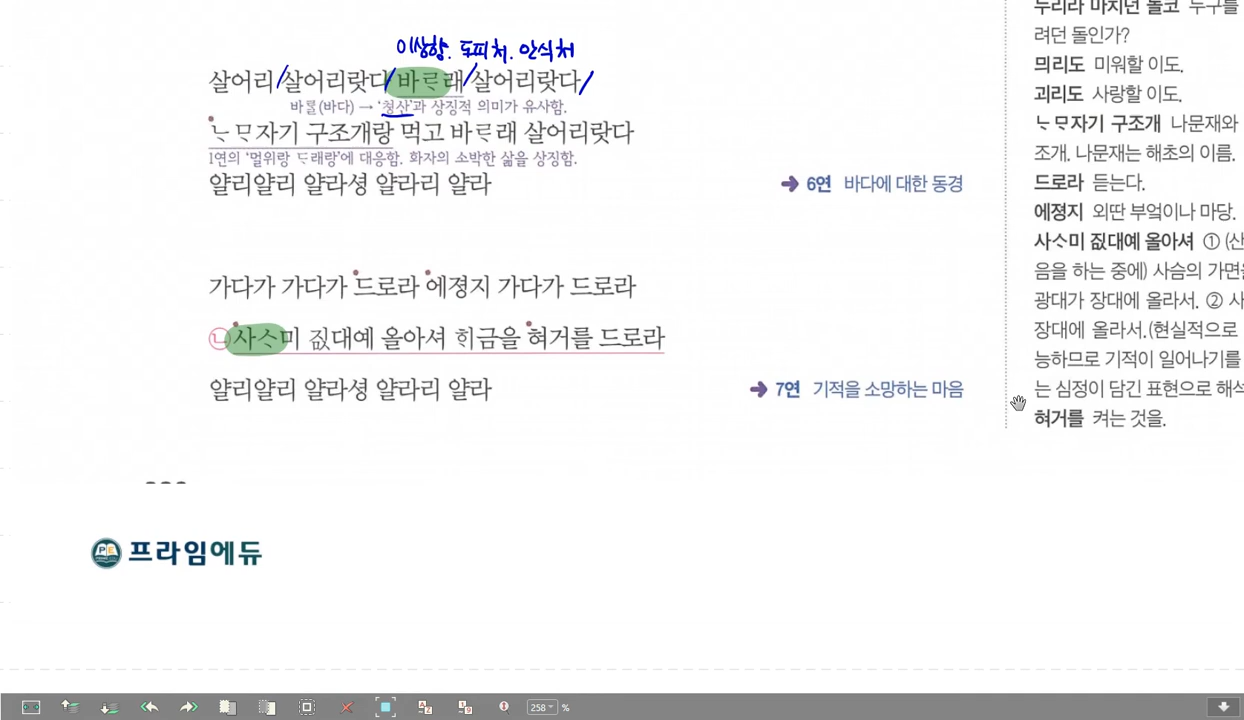 누리라 마치던 돌코 누구를
려던 돌인가?
이상향. 도피처. 안식처
살어리/살어리랏다/바ᄅᆞ래/살어리랏다/
믜리도 미워할 이도.
바ᄅᆞᆯ(바다) → '청산'과 상징적 의미가 유사함.
괴리도 사랑할 이도.
ᄂᆞᄆᆞ자기 구조개랑 먹고 바ᄅᆞ래 살어리랏다
ᄂᆞᄆᆞ자기 구조개 나문재와
1연의 '멀위랑 ᄃᆞ래랑'에 대응함. 화자의 소박한 삶을 상징함.
조개. 나문재는 해초의 이름.
얄리얄리 얄라셩 얄라리 얄라
➔ 6연 바다에 대한 동경
드로라 듣는다.
에졍지 외딴 부엌이나 마당.
사ᄉᆞ미 짒대예 올아셔 ① (산
음을 하는 중에) 사슴의 가면을
가다가 가다가 드로라 에졍지 가다가 드로라
광대가 장대에 올라서. ② 사
장대에 올라서.(현실적으로
㉡사ᄉᆞ미 짒대예 올아셔 ᄒᆡ금을 혀거를 드로라
능하므로 기적이 일어나기를
얄리얄리 얄라셩 얄라리 얄라
➔ 7연 기적을 소망하는 마음
는 심정이 담긴 표현으로 해석
혀거를 켜는 것을.
프라임에듀
258 %